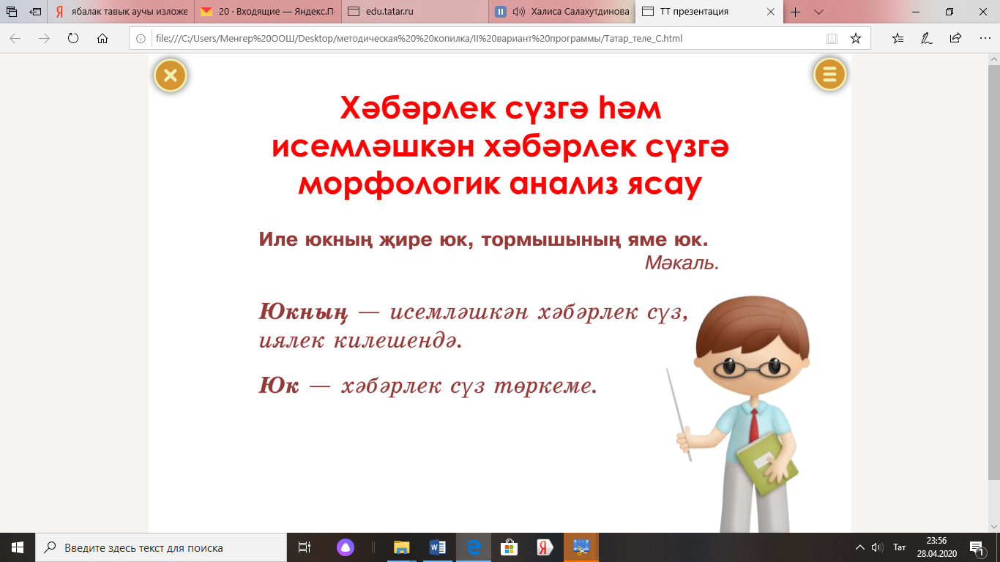 ябалак тавык аучы изложе
20 · Входящие — Яндекс.П
edu.tatar.ru
Халиса Салахутдинова
ТТ презентация
file:///C:/Users/Менгер%20ООШ/Desktop/методическая%20%20копилка/II%20вариант%20программы/Татар_теле_С.html
Хәбәрлек сүзгә һәм
исемләшкән хәбәрлек сүзгә
морфологик анализ ясау
Иле юкның җире юк, тормышының яме юк.
Мәкаль.
Юкның — исемләшкән хәбәрлек сүз,
иялек килешендә.
Юк — хәбәрлек сүз төркеме.
Введите здесь текст для поиска
Тат
23:56
28.04.2020
1